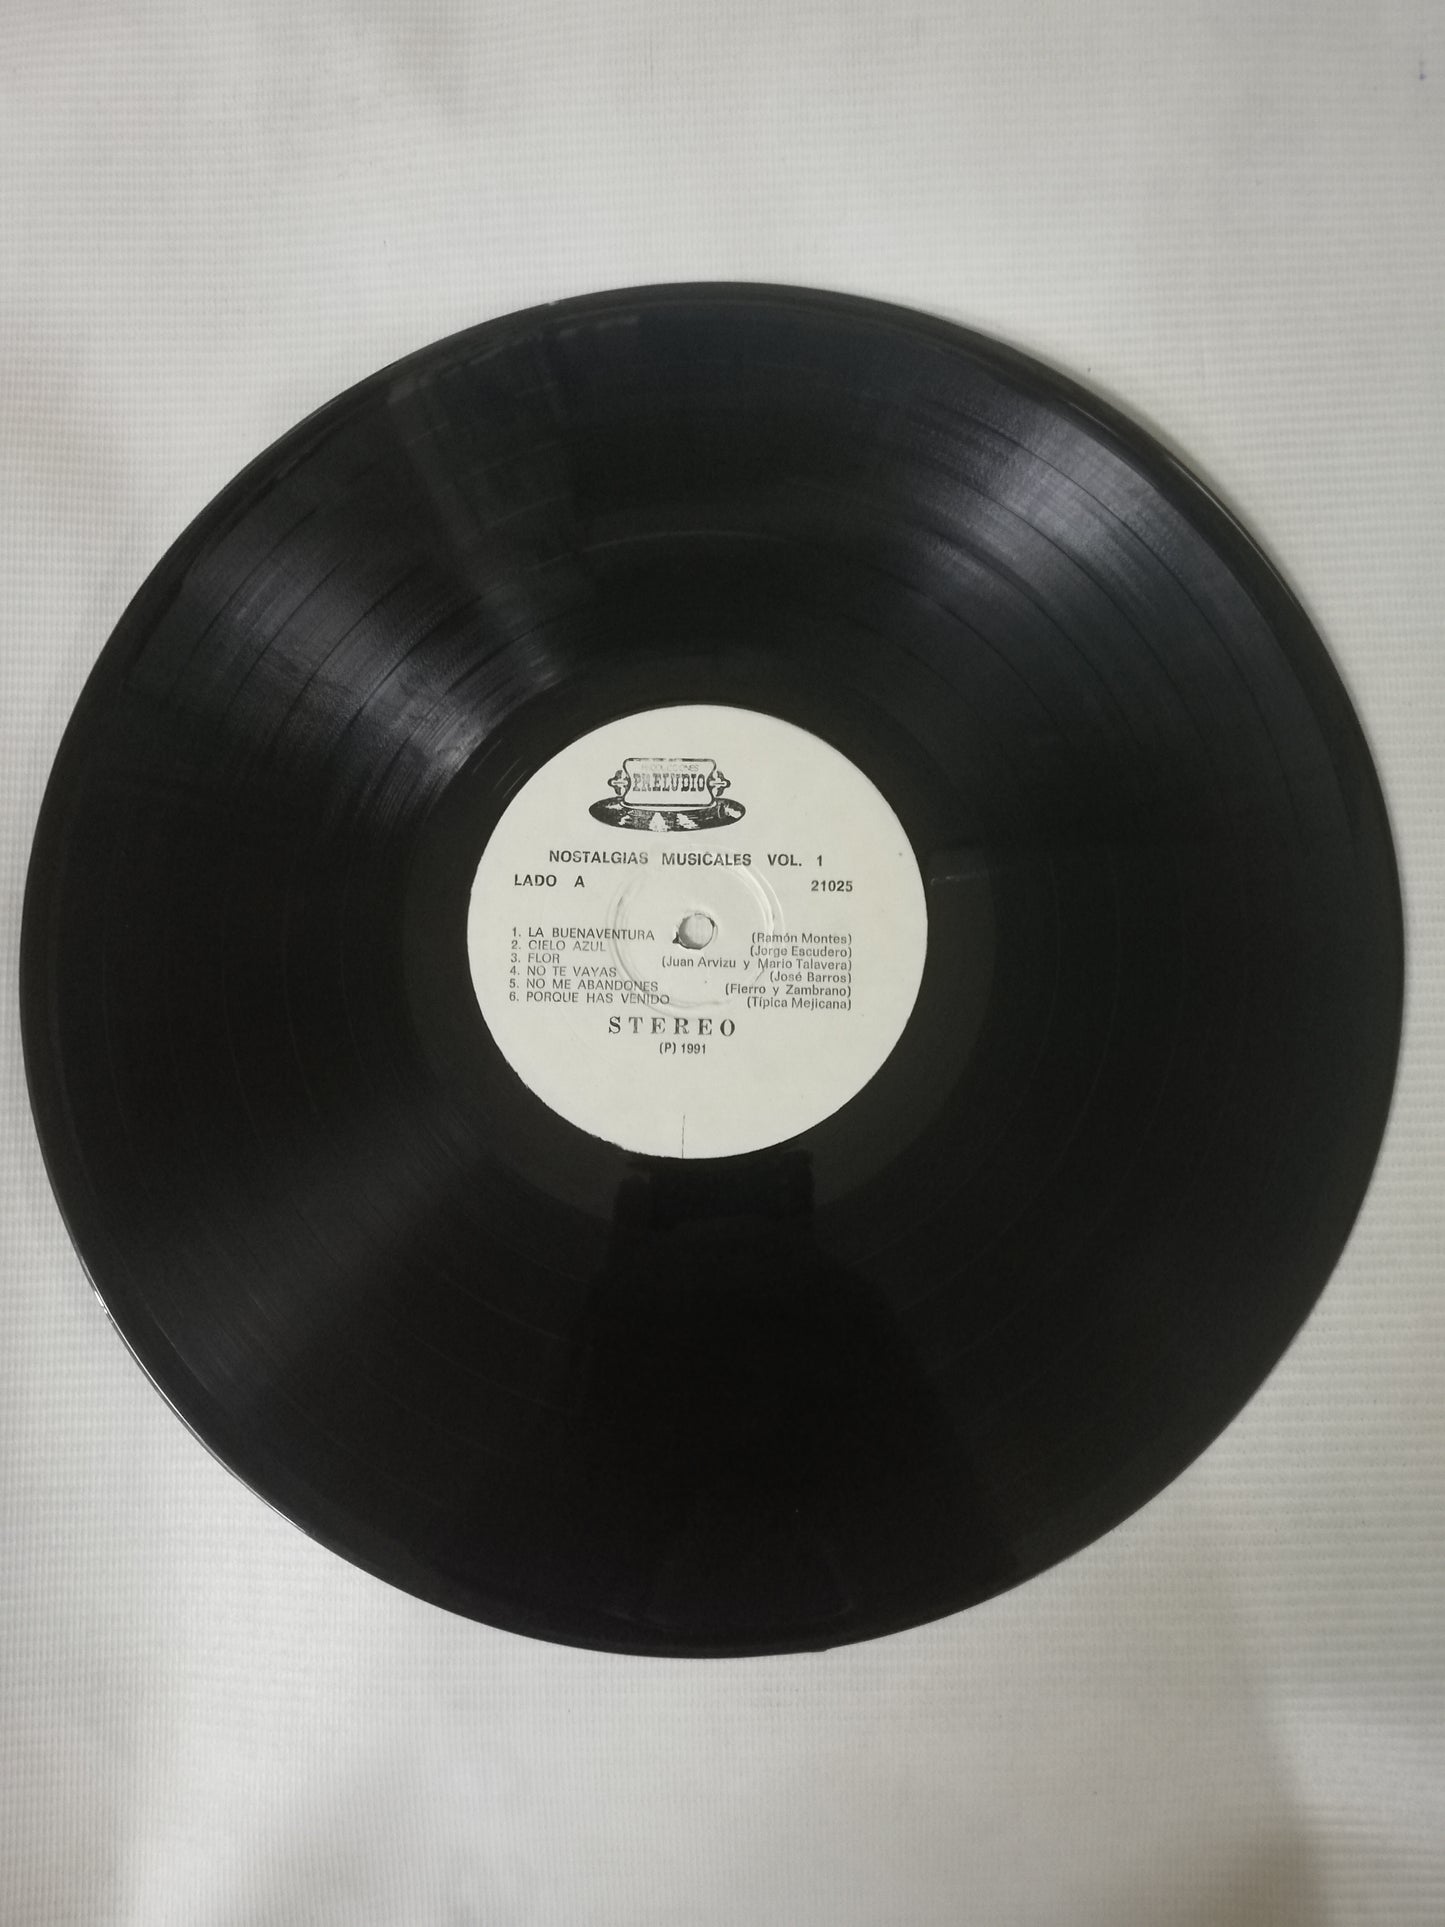 PRODUCCIONES
PRELUDIO
NOSTALGIAS MUSICALES VOL. 1
LADO A 21025
1. LA BUENAVENTURA (Ramón Montes)
2. CIELO AZUL (Jorge Escudero)
3. FLOR (Juan Arvizu y Mario Talavera)
4. NO TE VAYAS (José Barros)
5. NO ME ABANDONES (Fierro y Zambrano)
6. PORQUE HAS VENIDO (Típica Mejicana)
STEREO
(P) 1991